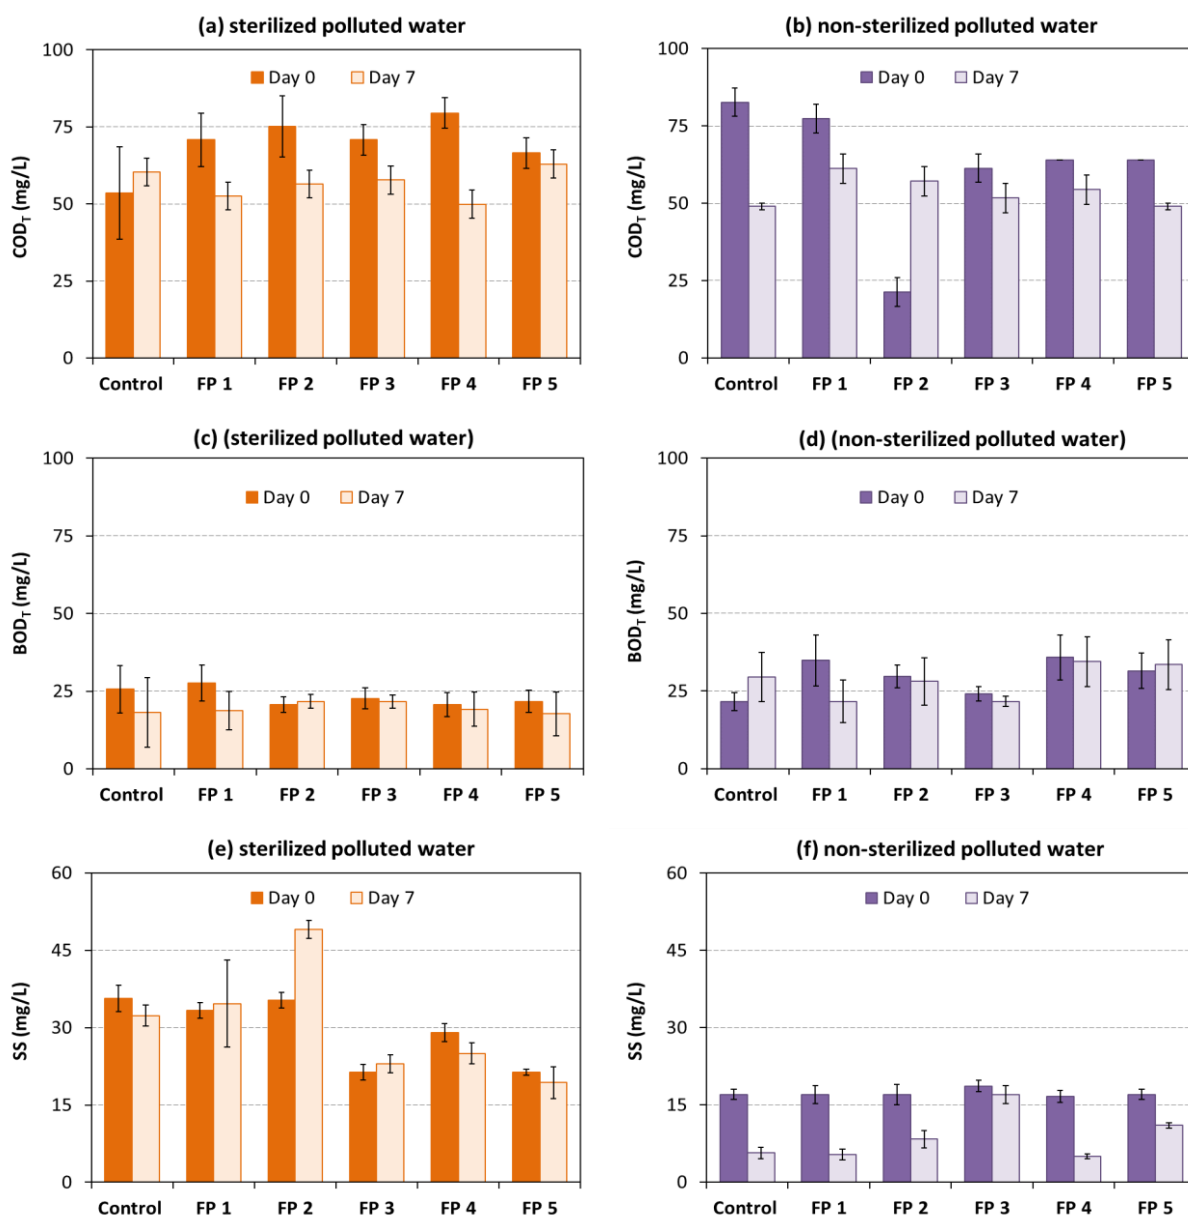 (a) sterilized polluted water
Day 0 Day 7
COD_T (mg/L)
100
75
50
25
0
Control FP 1 FP 2 FP 3 FP 4 FP 5
(b) non-sterilized polluted water
Day 0 Day 7
COD_T (mg/L)
100
75
50
25
0
Control FP 1 FP 2 FP 3 FP 4 FP 5
(c) (sterilized polluted water)
Day 0 Day 7
BOD_T (mg/L)
100
75
50
25
0
Control FP 1 FP 2 FP 3 FP 4 FP 5
(d) (non-sterilized polluted water)
Day 0 Day 7
BOD_T (mg/L)
100
75
50
25
0
Control FP 1 FP 2 FP 3 FP 4 FP 5
(e) sterilized polluted water
Day 0 Day 7
SS (mg/L)
60
45
30
15
0
Control FP 1 FP 2 FP 3 FP 4 FP 5
(f) non-sterilized polluted water
Day 0 Day 7
SS (mg/L)
60
45
30
15
0
Control FP 1 FP 2 FP 3 FP 4 FP 5